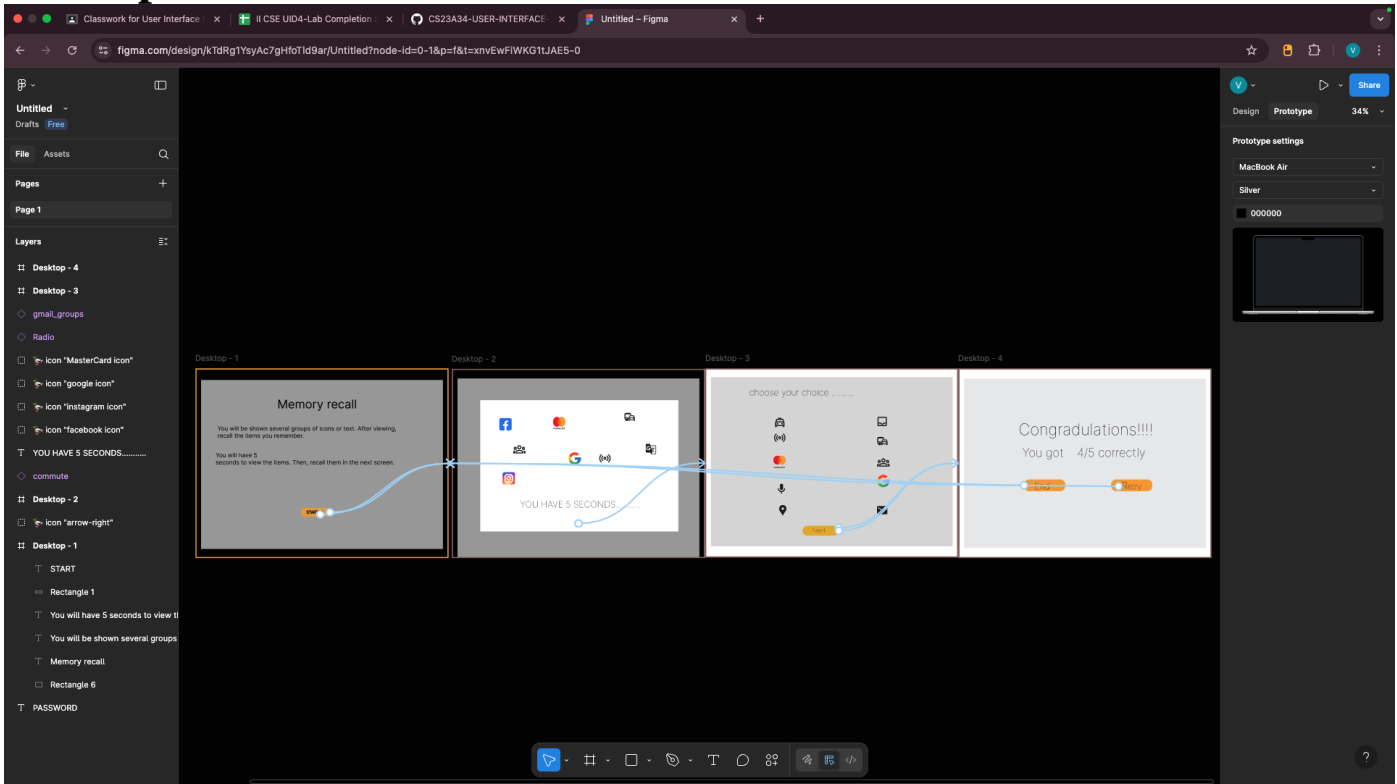 Classwork for User Interface
II CSE UID4-Lab Completion
CS23A34-USER-INTERFACE-
Untitled – Figma
figma.com/design/kTdRg1YsyAc7gHfoTId9ar/Untitled?node-id=0-1&p=f&t=xnvEwFiWKG1tJAE5-0
V
Untitled
Drafts Free
File Assets
Pages
Page 1
Layers
Desktop - 4
Desktop - 3
gmail_groups
Radio
icon "MasterCard icon"
icon "google icon"
icon "instagram icon"
icon "facebook icon"
YOU HAVE 5 SECONDS...........
commute
Desktop - 2
icon "arrow-right"
Desktop - 1
START
Rectangle 1
You will have 5 seconds to view
You will be shown several groups
Memory recall
Rectangle 6
PASSWORD
Desktop - 1
Memory recall
You will be shown several groups of icons or text. After viewing,
recall the items you remember.
You will have 5
seconds to view the items. Then, recall them in the next screen.
Desktop - 2
YOU HAVE 5 SECONDS...........
Desktop - 3
choose your choice ...........
Desktop - 4
Congradulations!!!!
You got 4/5 correctly
End
Retry
V
Share
Design Prototype 34%
Prototype settings
MacBook Air
Silver
000000
?